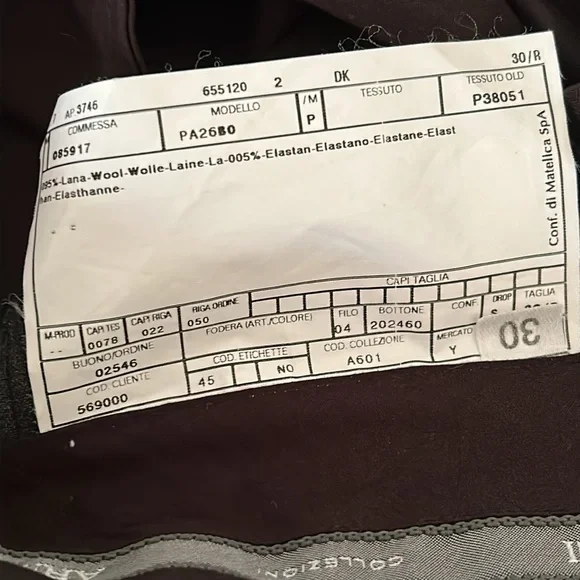 AP 3746 655120 2 DK 30/R
COMMESSA MODELLO /M TESSUTO TESSUTO OLD
085917 PA26B0 P P38051
095%-Lana-Wool-Wolle-Laine-La-005%-Elastan-Elastano-Elastane-Elast
han-Elasthanne-
Conf. di Matelica SpA
CAPI TAGLIA
M-PROD CAPI TES CAPI RIGA RIGA ORDINE FILO BOTTONE CONF. DROP TAGLIA
-- 0078 022 050 04 202460
BUONO/ORDINE FODERA (ART./COLORE)
02546 COD. ETICHETTE COD. COLLEZIONE MERCATO
COD. CLIENTE 45 NO A601 Y
569000
30
COLLEZIONI